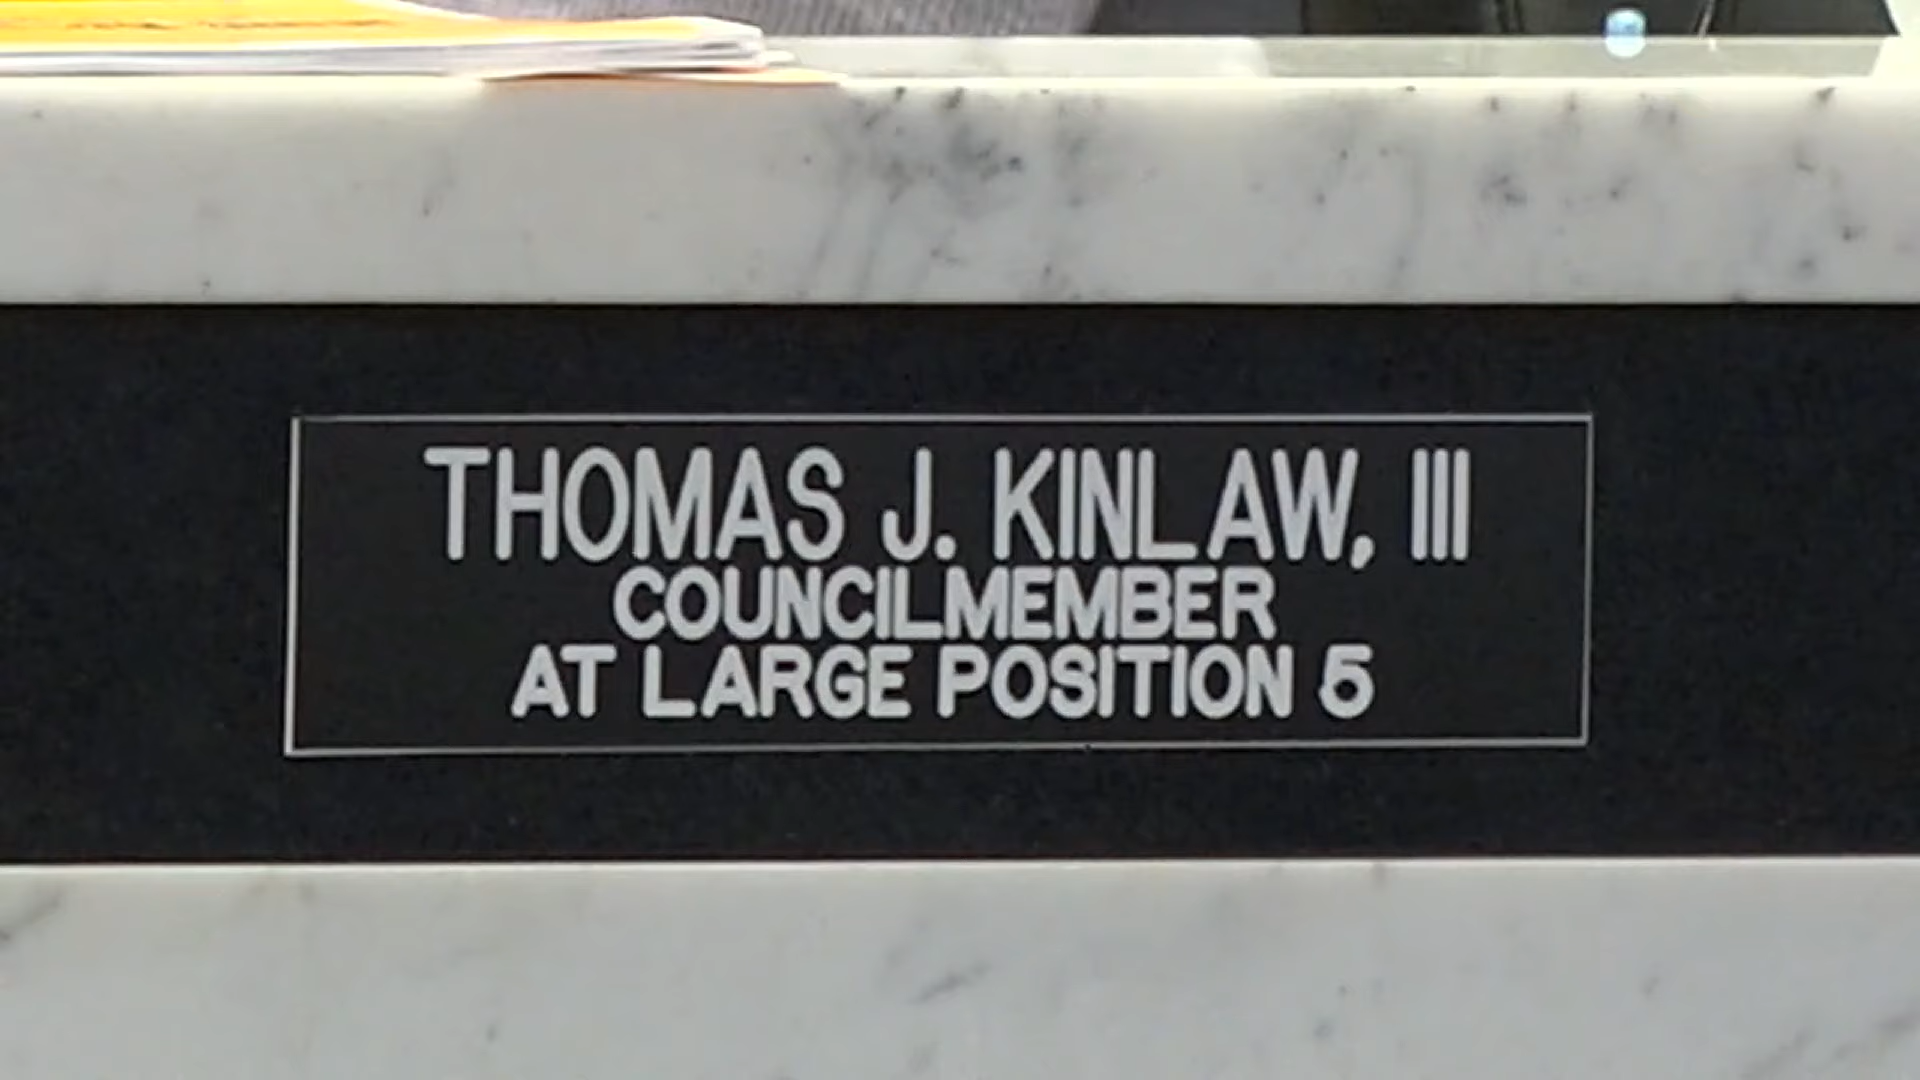 THOMAS J. KINLAW, III
COUNCILMEMBER
AT LARGE POSITION 5